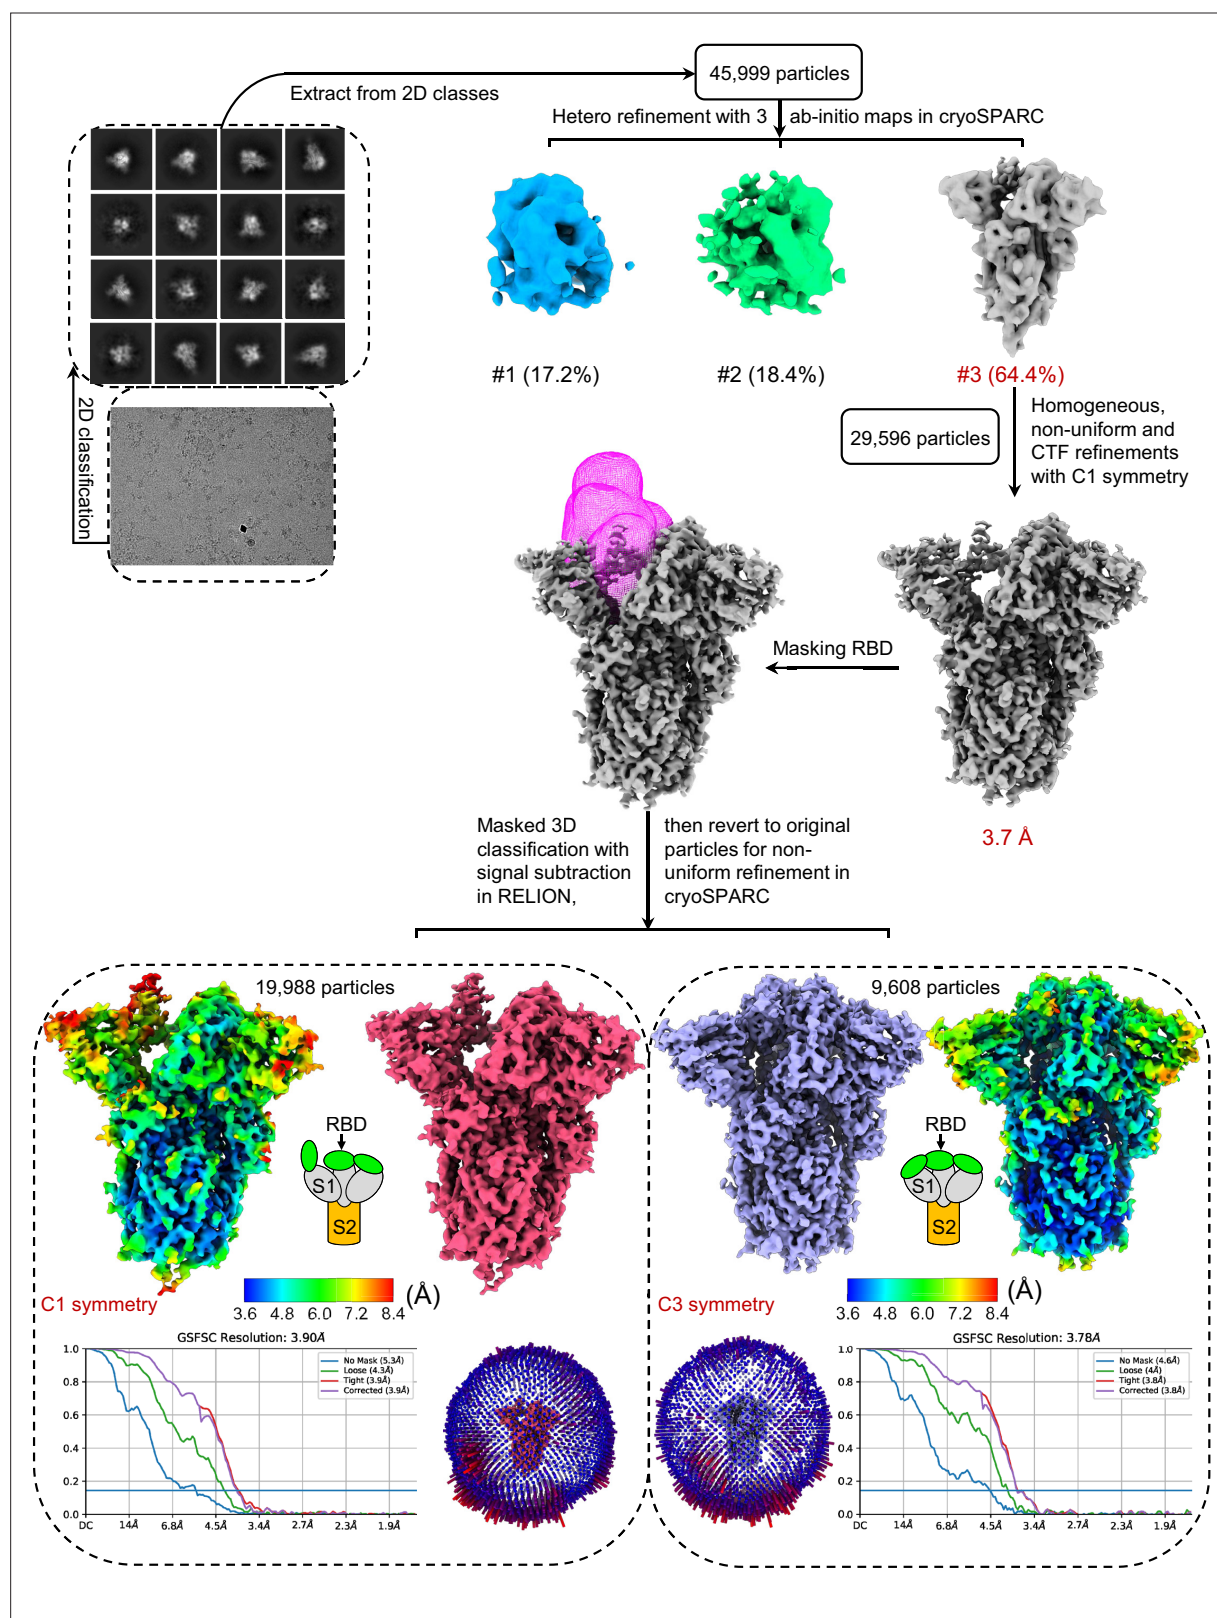 45,999 particles
Extract from 2D classes
Hetero refinement with 3 ab-initio maps in cryoSPARC
#1 (17.2%)
#2 (18.4%)
#3 (64.4%)
2D classification
29,596 particles
Homogeneous,
non-uniform and
CTF refinements
with C1 symmetry
Masking RBD
3.7 Å
Masked 3D
classification with
signal subtraction
in RELION,
then revert to original
particles for non-
uniform refinement in
cryoSPARC
19,988 particles
RBD
S1
S2
(Å)
3.6 4.8 6.0 7.2 8.4
C1 symmetry
GSFSC Resolution: 3.90Å
No Mask (5.3Å)
Loose (4.3Å)
Tight (3.9Å)
Corrected (3.9Å)
1.0
0.8
0.6
0.4
0.2
0.0
DC 14Å 6.8Å 4.5Å 3.4Å 2.7Å 2.3Å 1.9Å
9,608 particles
RBD
S1
S2
(Å)
3.6 4.8 6.0 7.2 8.4
C3 symmetry
GSFSC Resolution: 3.78Å
No Mask (4.6Å)
Loose (4Å)
Tight (3.8Å)
Corrected (3.8Å)
1.0
0.8
0.6
0.4
0.2
0.0
DC 14Å 6.8Å 4.5Å 3.4Å 2.7Å 2.3Å 1.9Å